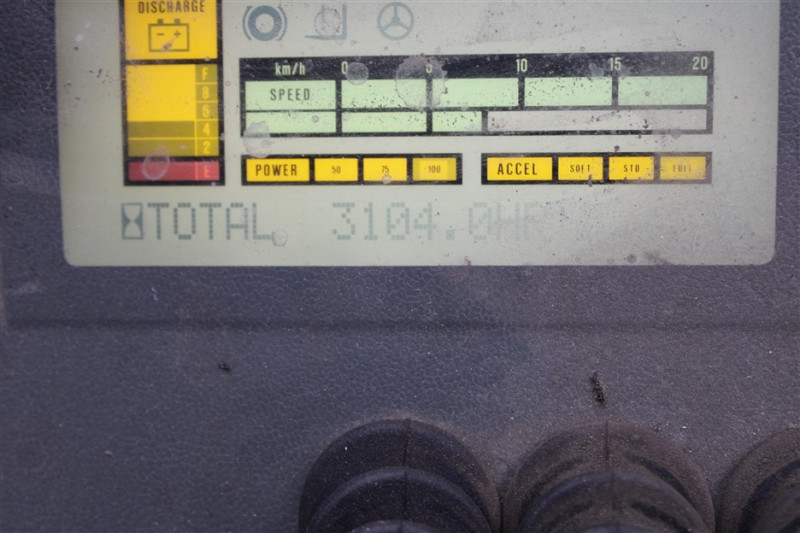 DISCHARGE
- +
F
8
5
4
2
E
km/h 0 5 10 15 20
SPEED
POWER 50 75 100
ACCEL SOFT STD FULL
TOTAL 3104.0HR